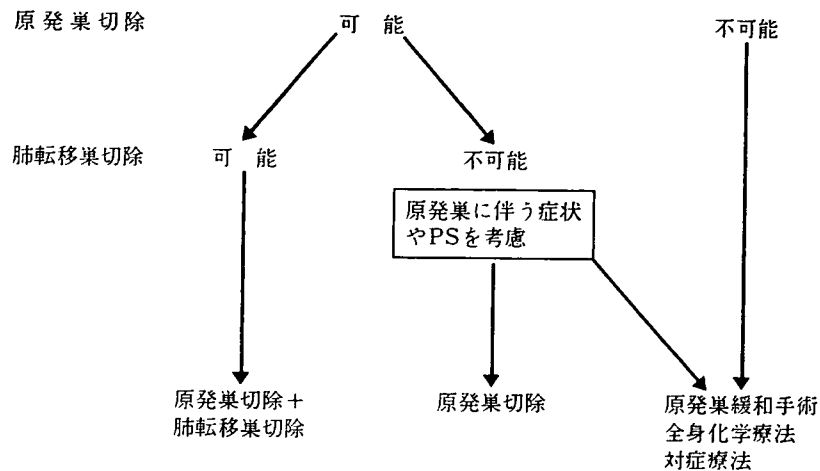 原発巣切除 可能 不可能
肺転移巣切除 可能 不可能
原発巣に伴う症状
やPSを考慮
原発巣切除+
肺転移巣切除
原発巣切除
原発巣緩和手術
全身化学療法
対症療法